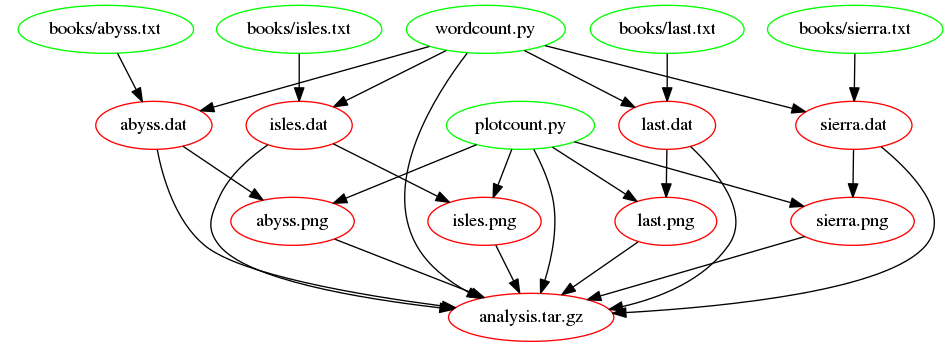 books/abyss.txt
books/isles.txt
wordcount.py
books/last.txt
books/sierra.txt
abyss.dat
isles.dat
plotcount.py
last.dat
sierra.dat
abyss.png
isles.png
last.png
sierra.png
analysis.tar.gz